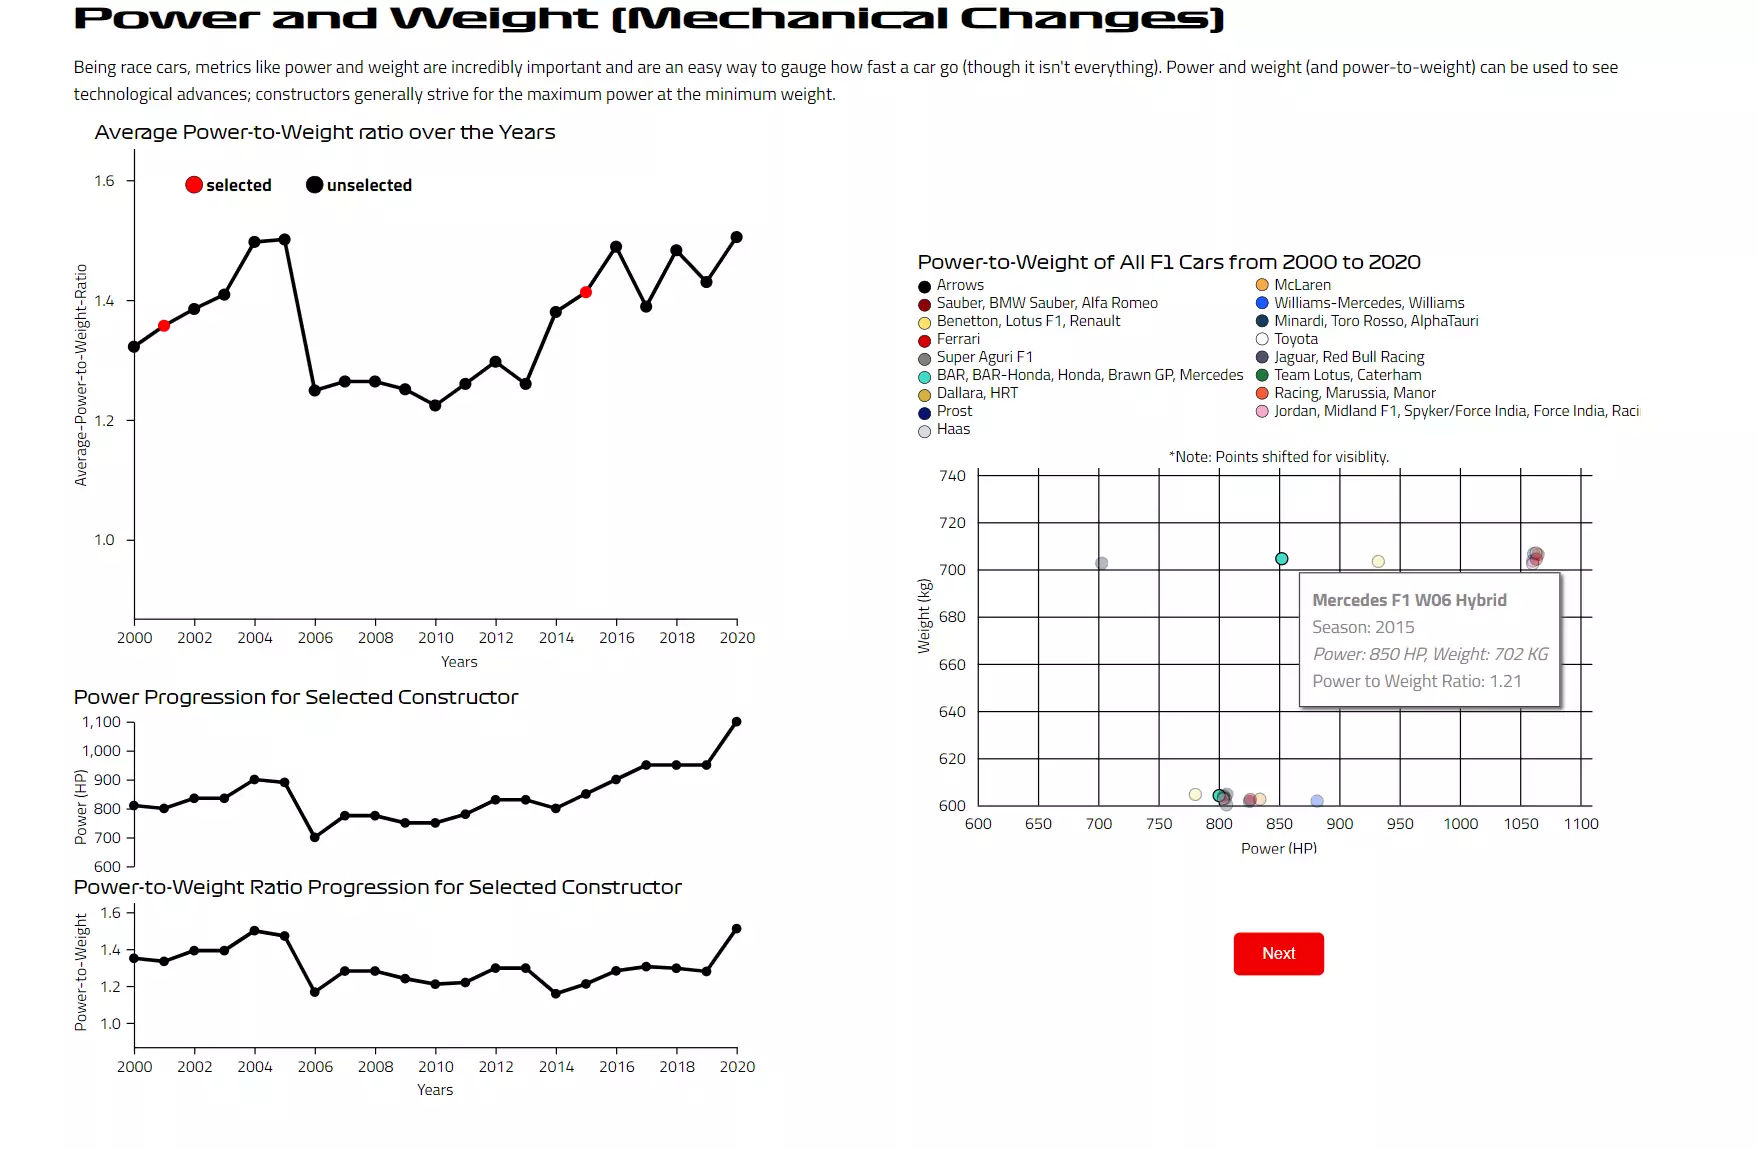 Power and Weight (Mechanical Changes)
Being race cars, metrics like power and weight are incredibly important and are an easy way to gauge how fast a car go (though it isn't everything). Power and weight (and power-to-weight) can be used to see
technological advances; constructors generally strive for the maximum power at the minimum weight.
Average Power-to-Weight ratio over the Years
selected
unselected
1.6
1.4
1.2
1.0
Average-Power-to-Weight-Ratio
2000 2002 2004 2006 2008 2010 2012 2014 2016 2018 2020
Years
Power Progression for Selected Constructor
1,100
1,000
900
800
700
600
Power (HP)
Power-to-Weight Ratio Progression for Selected Constructor
1.6
1.4
1.2
1.0
Power-to-Weight
2000 2002 2004 2006 2008 2010 2012 2014 2016 2018 2020
Years
Power-to-Weight of All F1 Cars from 2000 to 2020
Arrows
Sauber, BMW Sauber, Alfa Romeo
Benetton, Lotus F1, Renault
Ferrari
Super Aguri F1
BAR, BAR-Honda, Honda, Brawn GP, Mercedes
Dallara, HRT
Prost
Haas
McLaren
Williams-Mercedes, Williams
Minardi, Toro Rosso, AlphaTauri
Toyota
Jaguar, Red Bull Racing
Team Lotus, Caterham
Racing, Marussia, Manor
Jordan, Midland F1, Spyker/Force India, Force India, Raci
*Note: Points shifted for visiblity.
740
720
700
680
660
640
620
600
Weight (kg)
Mercedes F1 W06 Hybrid
Season: 2015
Power: 850 HP, Weight: 702 KG
Power to Weight Ratio: 1.21
600 650 700 750 800 850 900 950 1000 1050 1100
Power (HP)
Next